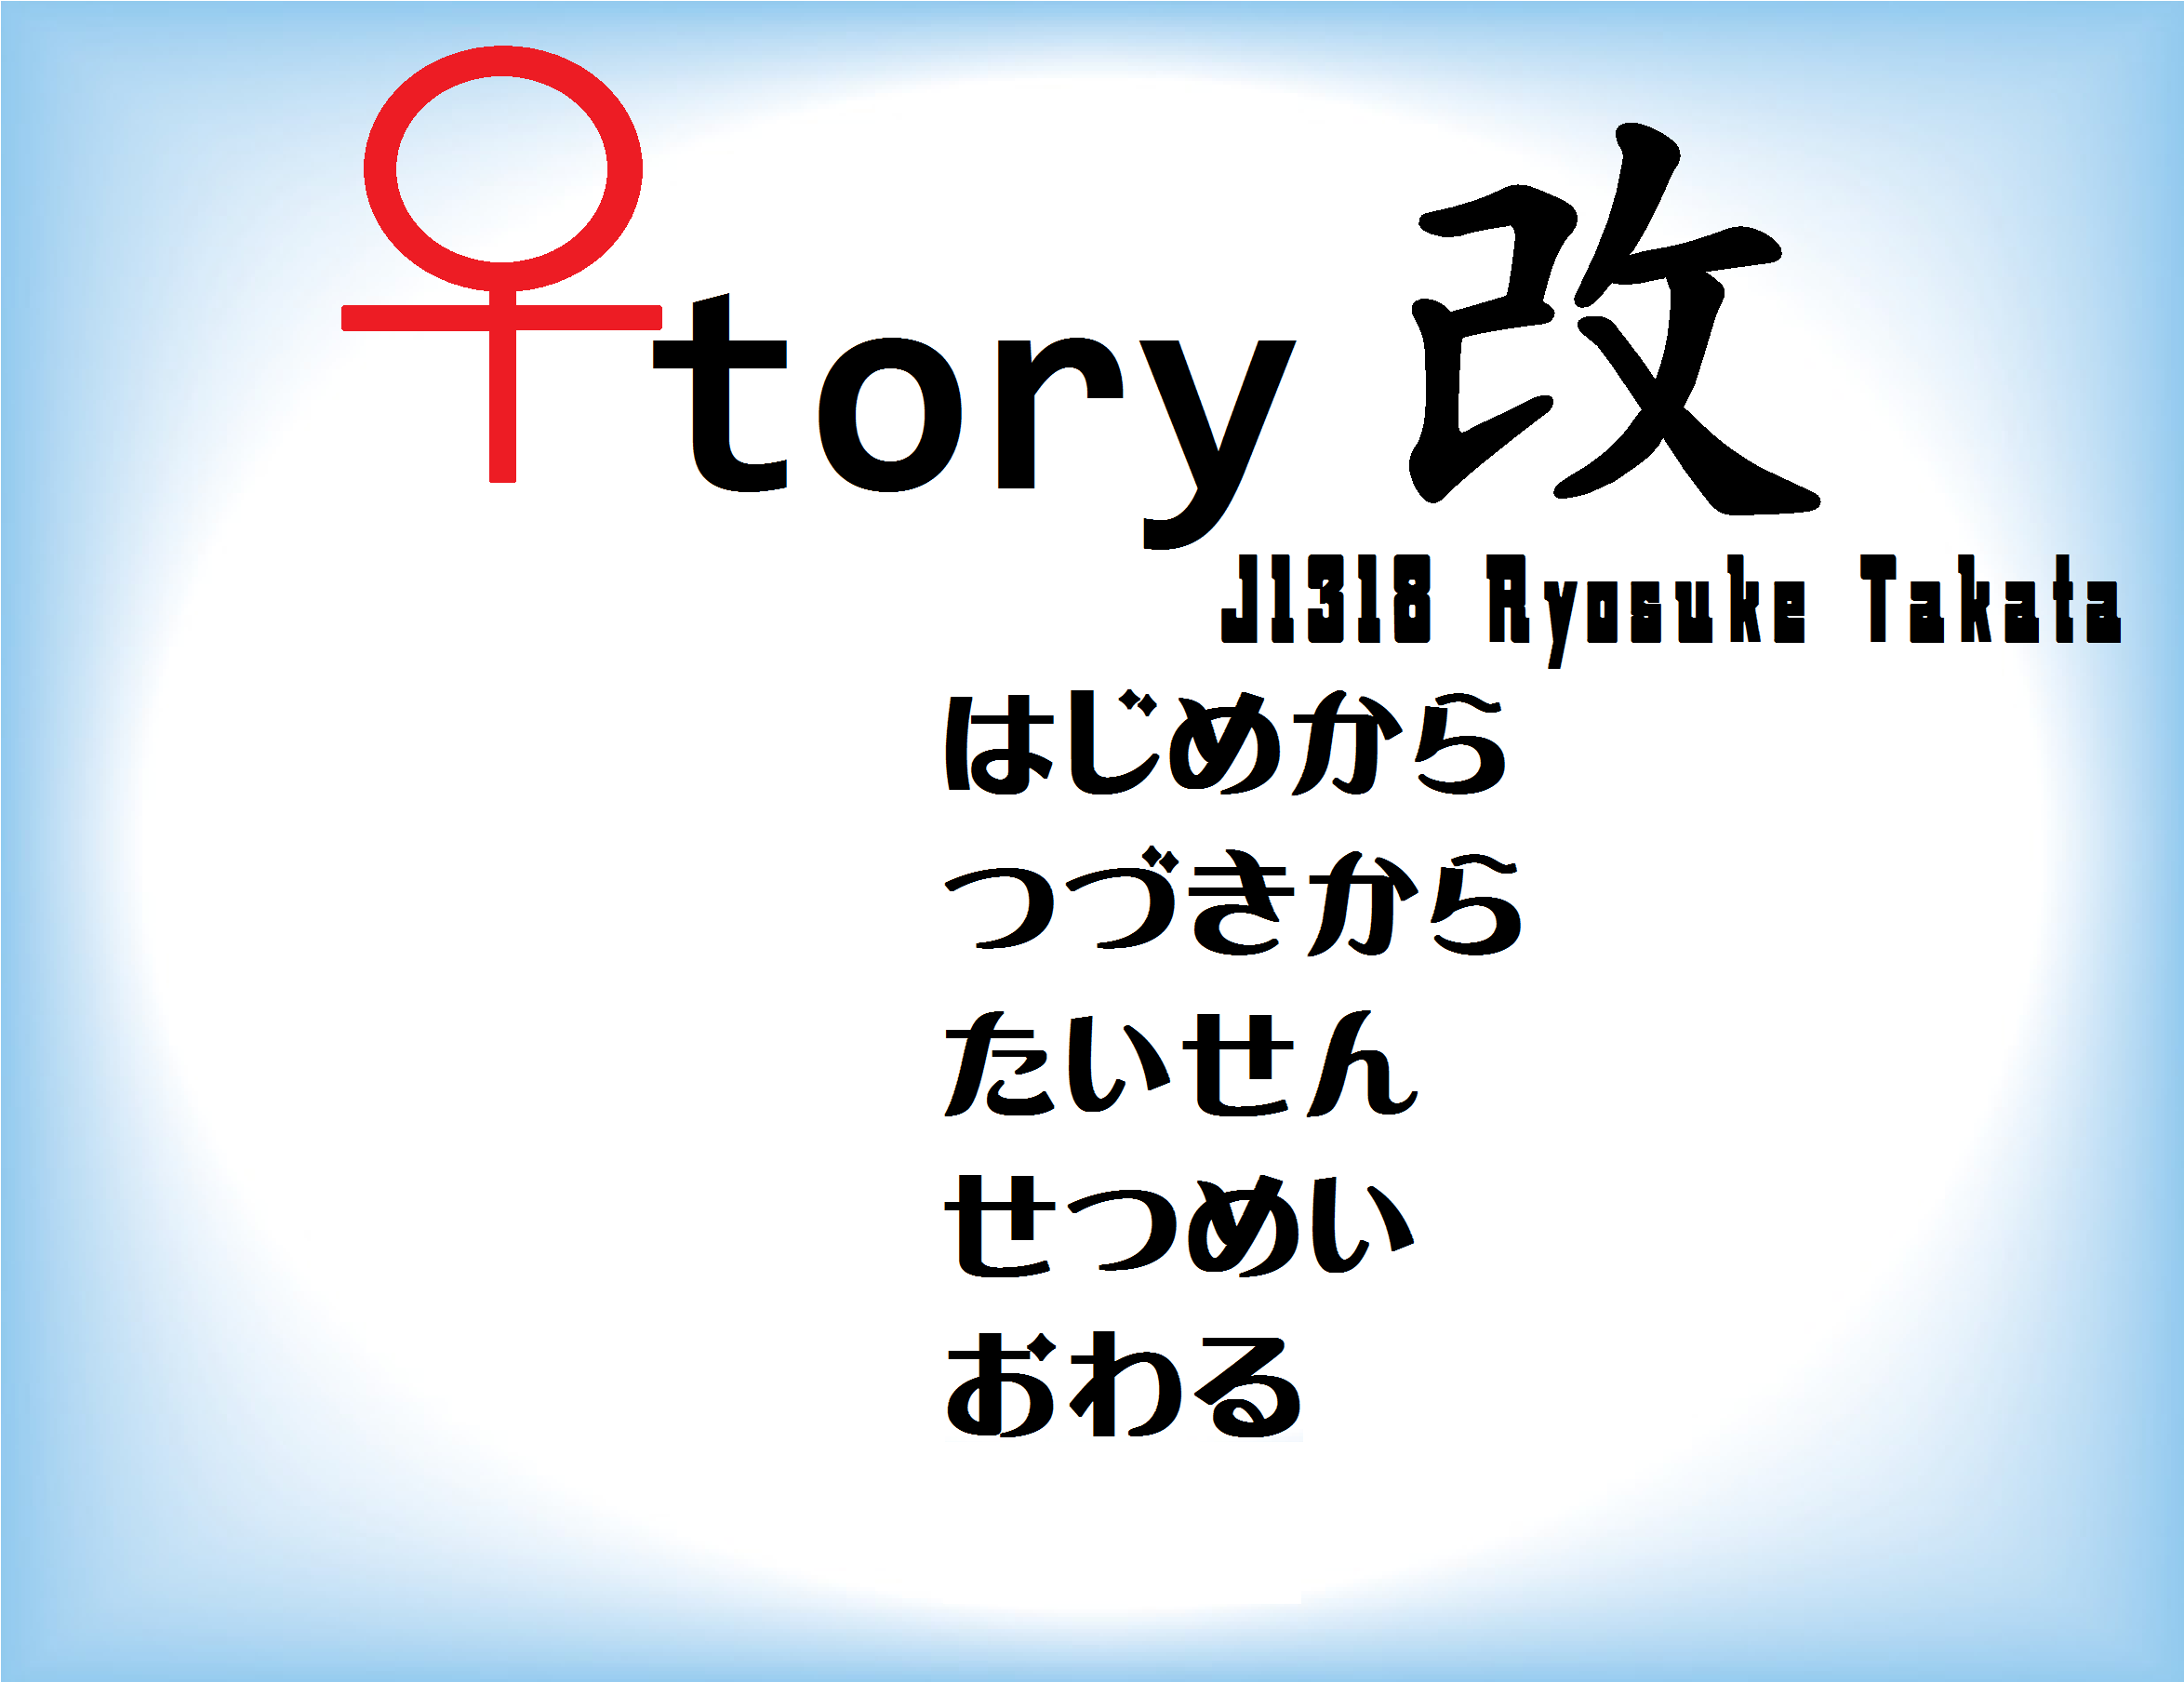 ♀tory 改
J1318 Ryosuke Takata
はじめから
つづきから
たいせん
せつめい
おわる